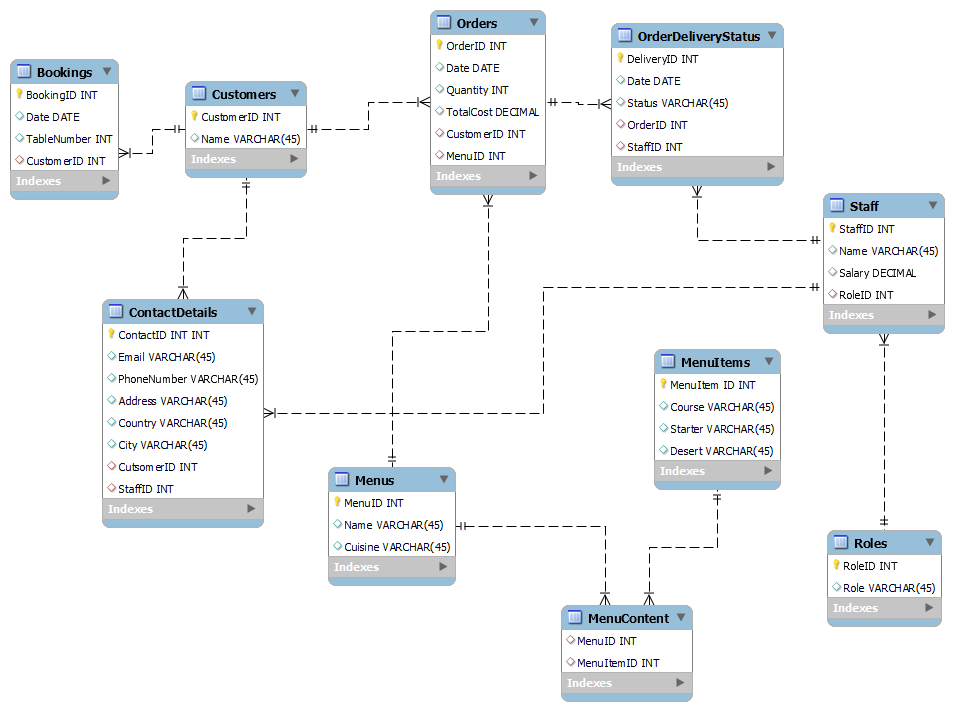 Bookings
BookingID INT
Date DATE
TableNumber INT
CustomerID INT
Indexes
Customers
CustomerID INT
Name VARCHAR(45)
Indexes
Orders
OrderID INT
Date DATE
Quantity INT
TotalCost DECIMAL
CustomerID INT
MenuID INT
Indexes
OrderDeliveryStatus
DeliveryID INT
Date DATE
Status VARCHAR(45)
OrderID INT
StaffID INT
Indexes
Staff
StaffID INT
Name VARCHAR(45)
Salary DECIMAL
RoleID INT
Indexes
ContactDetails
ContactID INT INT
Email VARCHAR(45)
PhoneNumber VARCHAR(45)
Address VARCHAR(45)
Country VARCHAR(45)
City VARCHAR(45)
CutsomerID INT
StaffID INT
Indexes
MenuItems
MenuItem ID INT
Course VARCHAR(45)
Starter VARCHAR(45)
Desert VARCHAR(45)
Indexes
Menus
MenuID INT
Name VARCHAR(45)
Cuisine VARCHAR(45)
Indexes
Roles
RoleID INT
Role VARCHAR(45)
Indexes
MenuContent
MenuID INT
MenuItemID INT
Indexes